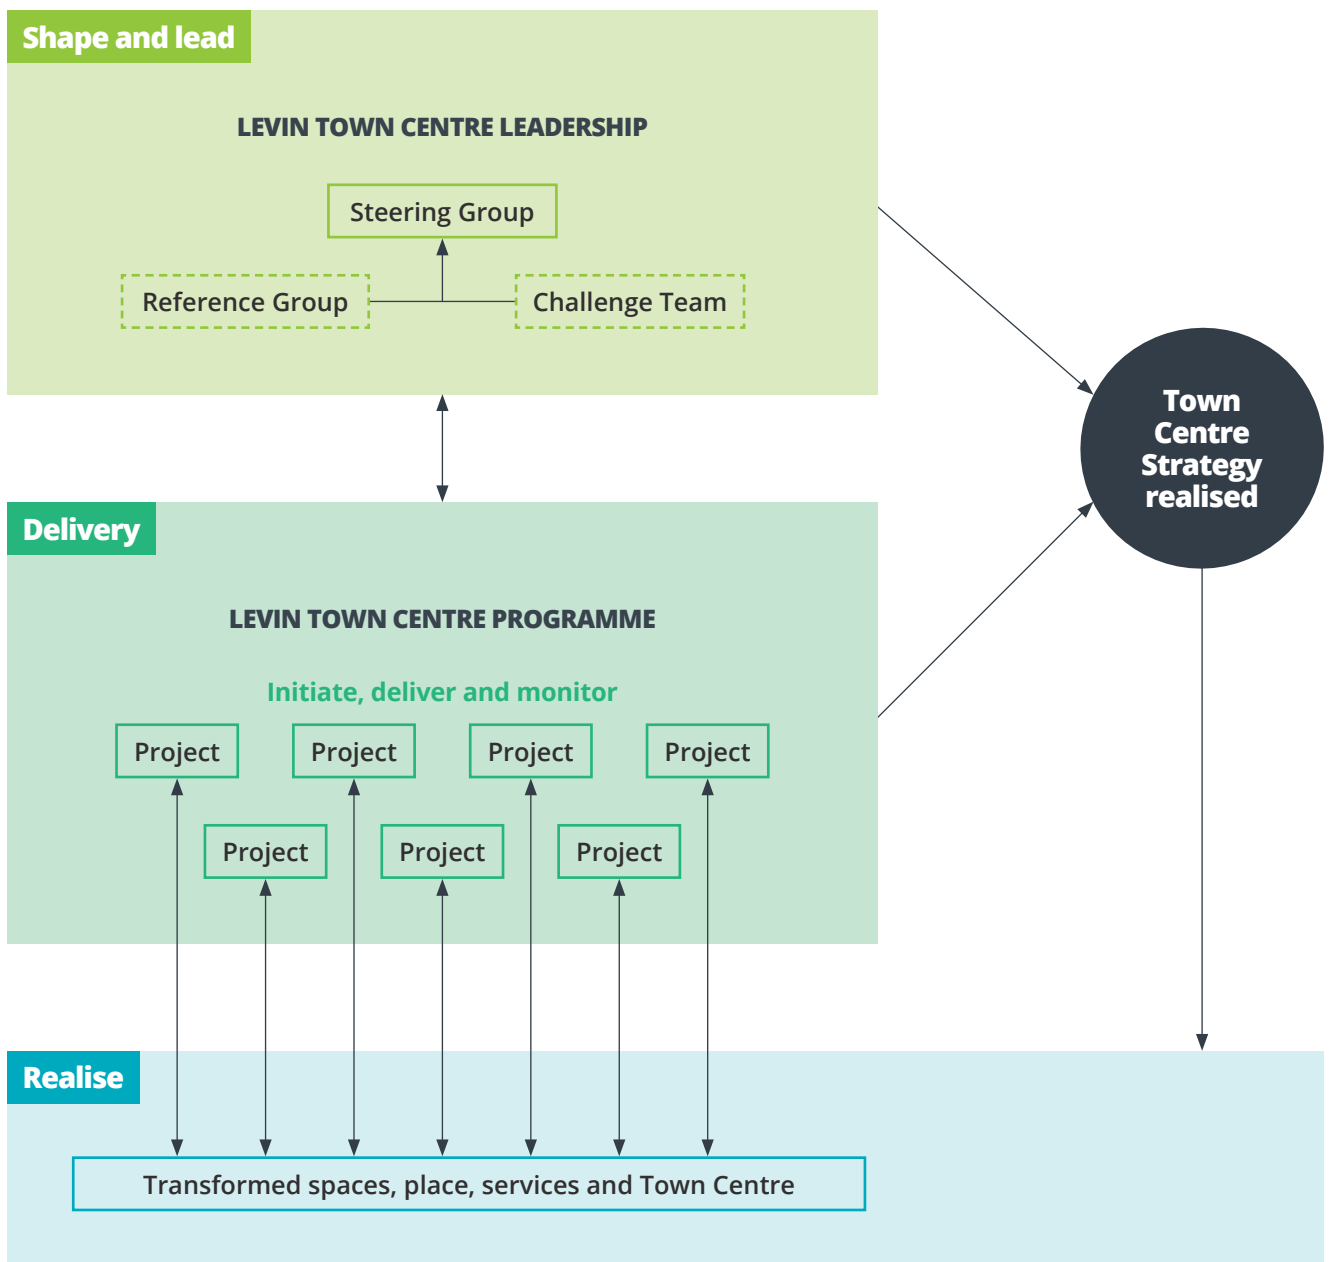 Shape and lead
LEVIN TOWN CENTRE LEADERSHIP
Steering Group
Reference Group
Challenge Team
Town
Centre
Strategy
realised
Delivery
LEVIN TOWN CENTRE PROGRAMME
Initiate, deliver and monitor
Project
Project
Project
Project
Project
Project
Project
Realise
Transformed spaces, place, services and Town Centre